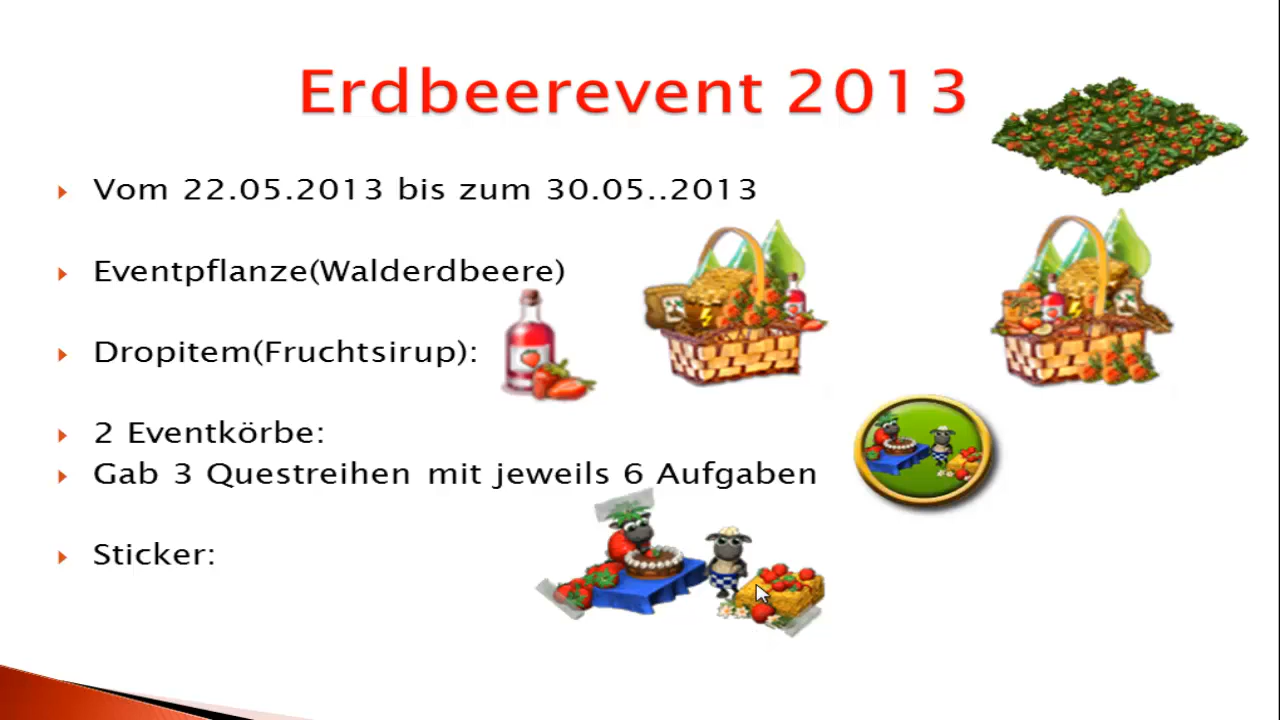 Erdbeerevent 2013
Vom 22.05.2013 bis zum 30.05..2013
Eventpflanze(Walderdbeere)
Dropitem(Fruchtsirup):
2 Eventkörbe:
Gab 3 Questreihen mit jeweils 6 Aufgaben
Sticker: